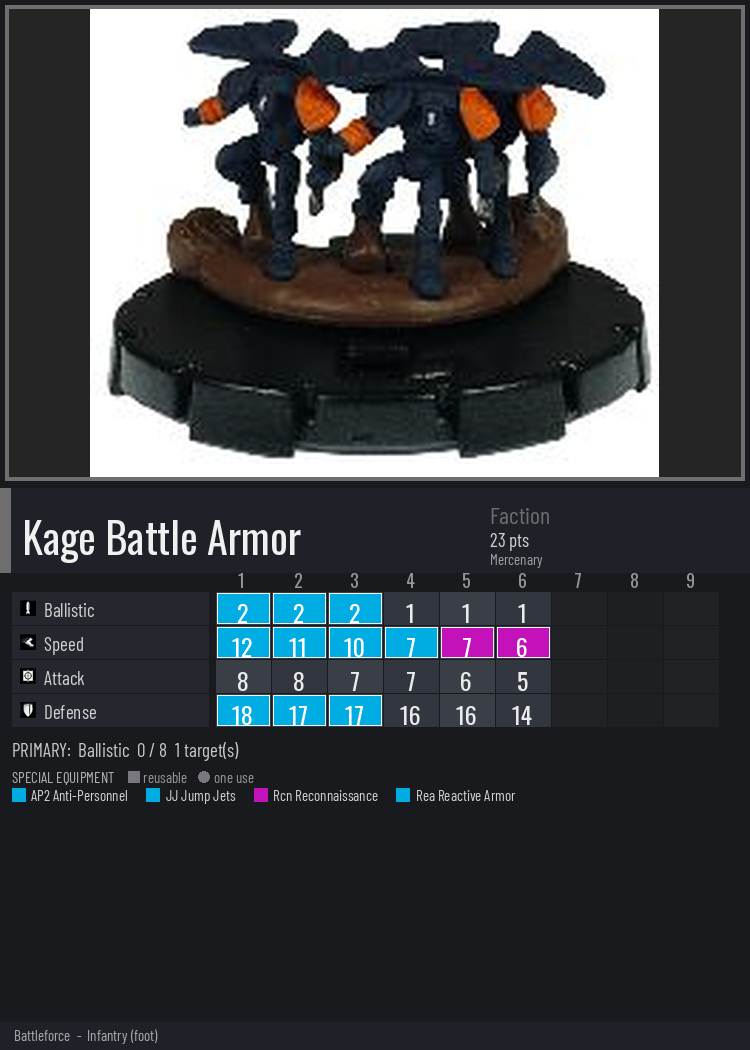 Kage Battle Armor
Faction
23 pts
Mercenary
1 2 3 4 5 6 7 8 9
Ballistic 2 2 2 1 1 1
Speed 12 11 10 7 7 6
Attack 8 8 7 7 6 5
Defense 18 17 17 16 16 14
PRIMARY: Ballistic 0 / 8 1 target(s)
SPECIAL EQUIPMENT reusable one use
AP2 Anti-Personnel JJ Jump Jets Rcn Reconnaissance Rea Reactive Armor
Battleforce - Infantry (foot)